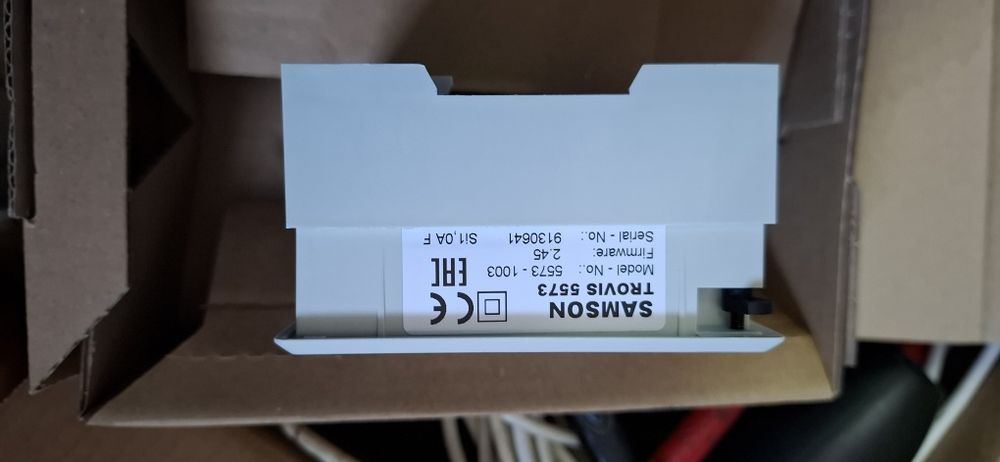 SAMSON
TROVIS 5573
Model - No.: 5573 - 1003
Firmware: 2.45
Serial - No.: 9130641 Si1,0A F
CE EAC